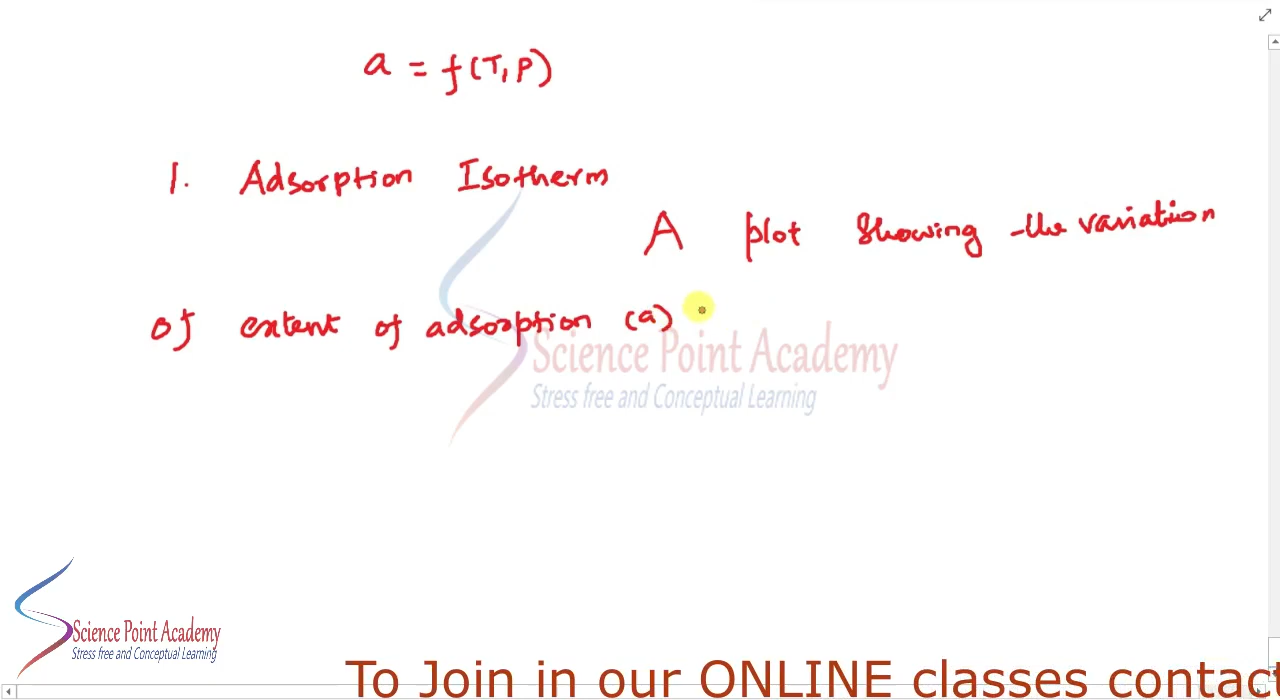 a = f(T, P)
1. Adsorption Isotherm
A plot showing the variation
of extent of adsorption (a)
Science Point Academy
Stress free and Conceptual Learning
Science Point Academy
Stress free and Conceptual Learning
To Join in our ONLINE classes contac